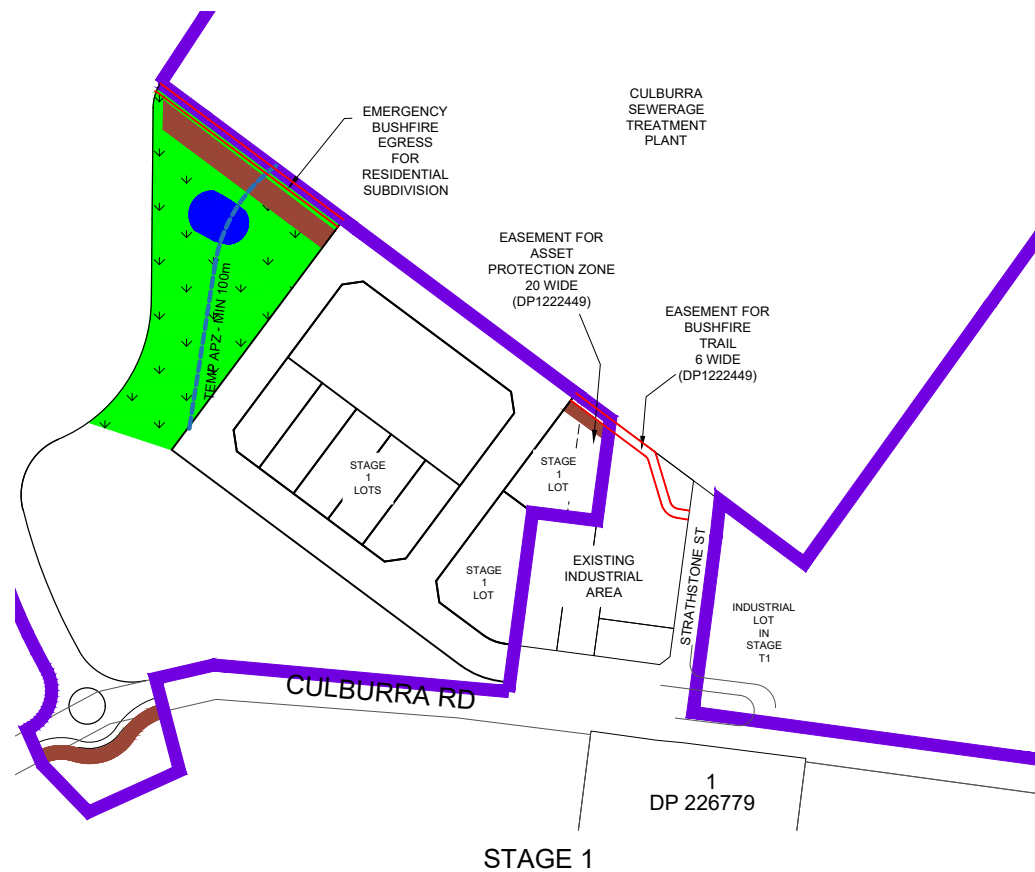 CULBURRA
SEWERAGE
TREATMENT
PLANT
EMERGENCY
BUSHFIRE
EGRESS
FOR
RESIDENTIAL
SUBDIVISION
EASEMENT FOR
ASSET
PROTECTION ZONE
20 WIDE
(DP1222449)
EASEMENT FOR
BUSHFIRE
TRAIL
6 WIDE
(DP1222449)
TEMP APZ - MIN 100m
STAGE
1
LOTS
STAGE
1
LOT
STAGE
1
LOT
EXISTING
INDUSTRIAL
AREA
STRATHSTONE ST
INDUSTRIAL
LOT
IN
STAGE
T1
CULBURRA RD
1
DP 226779
STAGE 1